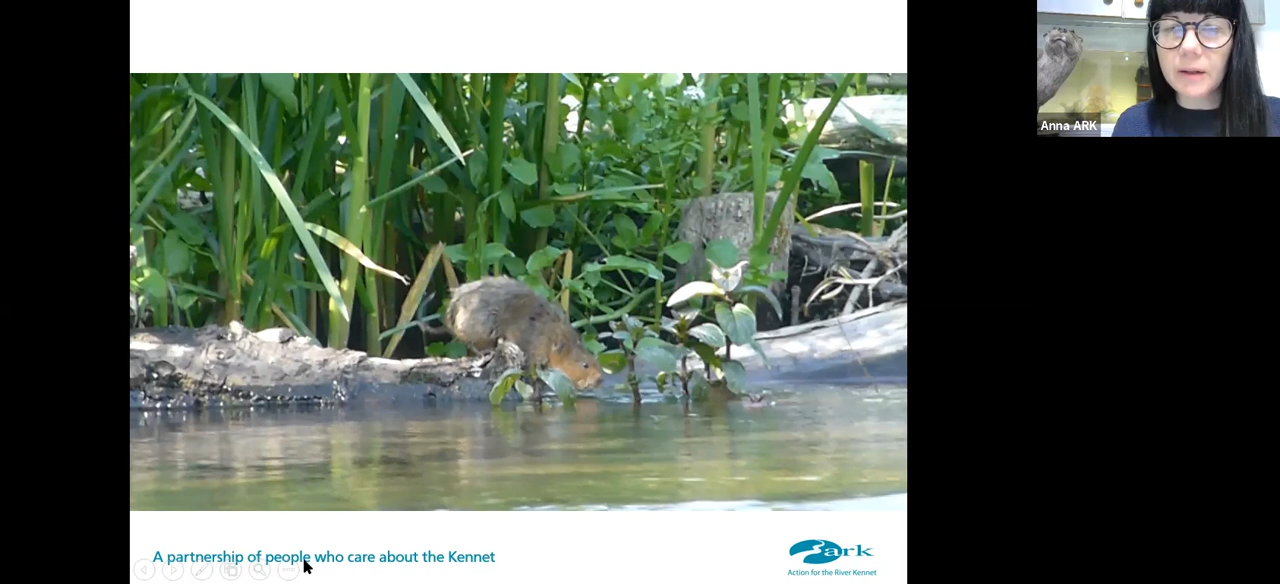 Anna ARK
A partnership of people who care about the Kennet
ark
Action for the River Kennet